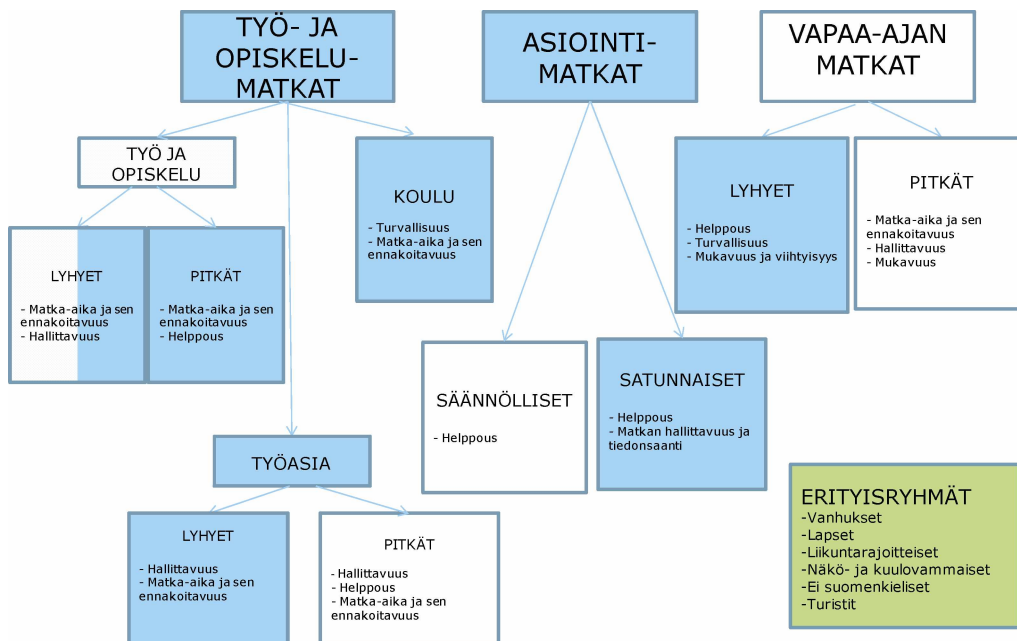 TYÖ- JA
OPISKELU-
MATKAT
ASIOINTI-
MATKAT
VAPAA-AJAN
MATKAT
TYÖ JA
OPISKELU
LYHYET
- Matka-aika ja sen
ennakoitavuus
- Hallittavuus
PITKÄT
- Matka-aika ja sen
ennakoitavuus
- Helppous
KOULU
- Turvallisuus
- Matka-aika ja sen
ennakoitavuus
TYÖASIA
LYHYET
- Hallittavuus
- Matka-aika ja sen
ennakoitavuus
PITKÄT
- Hallittavuus
- Helppous
- Matka-aika ja sen
ennakoitavuus
SÄÄNNÖLLISET
- Helppous
SATUNNAISET
- Helppous
- Matkan hallittavuus ja
tiedonsaanti
LYHYET
- Helppous
- Turvallisuus
- Mukavuus ja viihtyisyys
PITKÄT
- Matka-aika ja sen
ennakoitavuus
- Hallittavuus
- Mukavuus
ERITYISRYHMÄT
-Vanhukset
-Lapset
-Liikuntarajoitteiset
-Näkö- ja kuulovammaiset
-Ei suomenkieliset
-Turistit